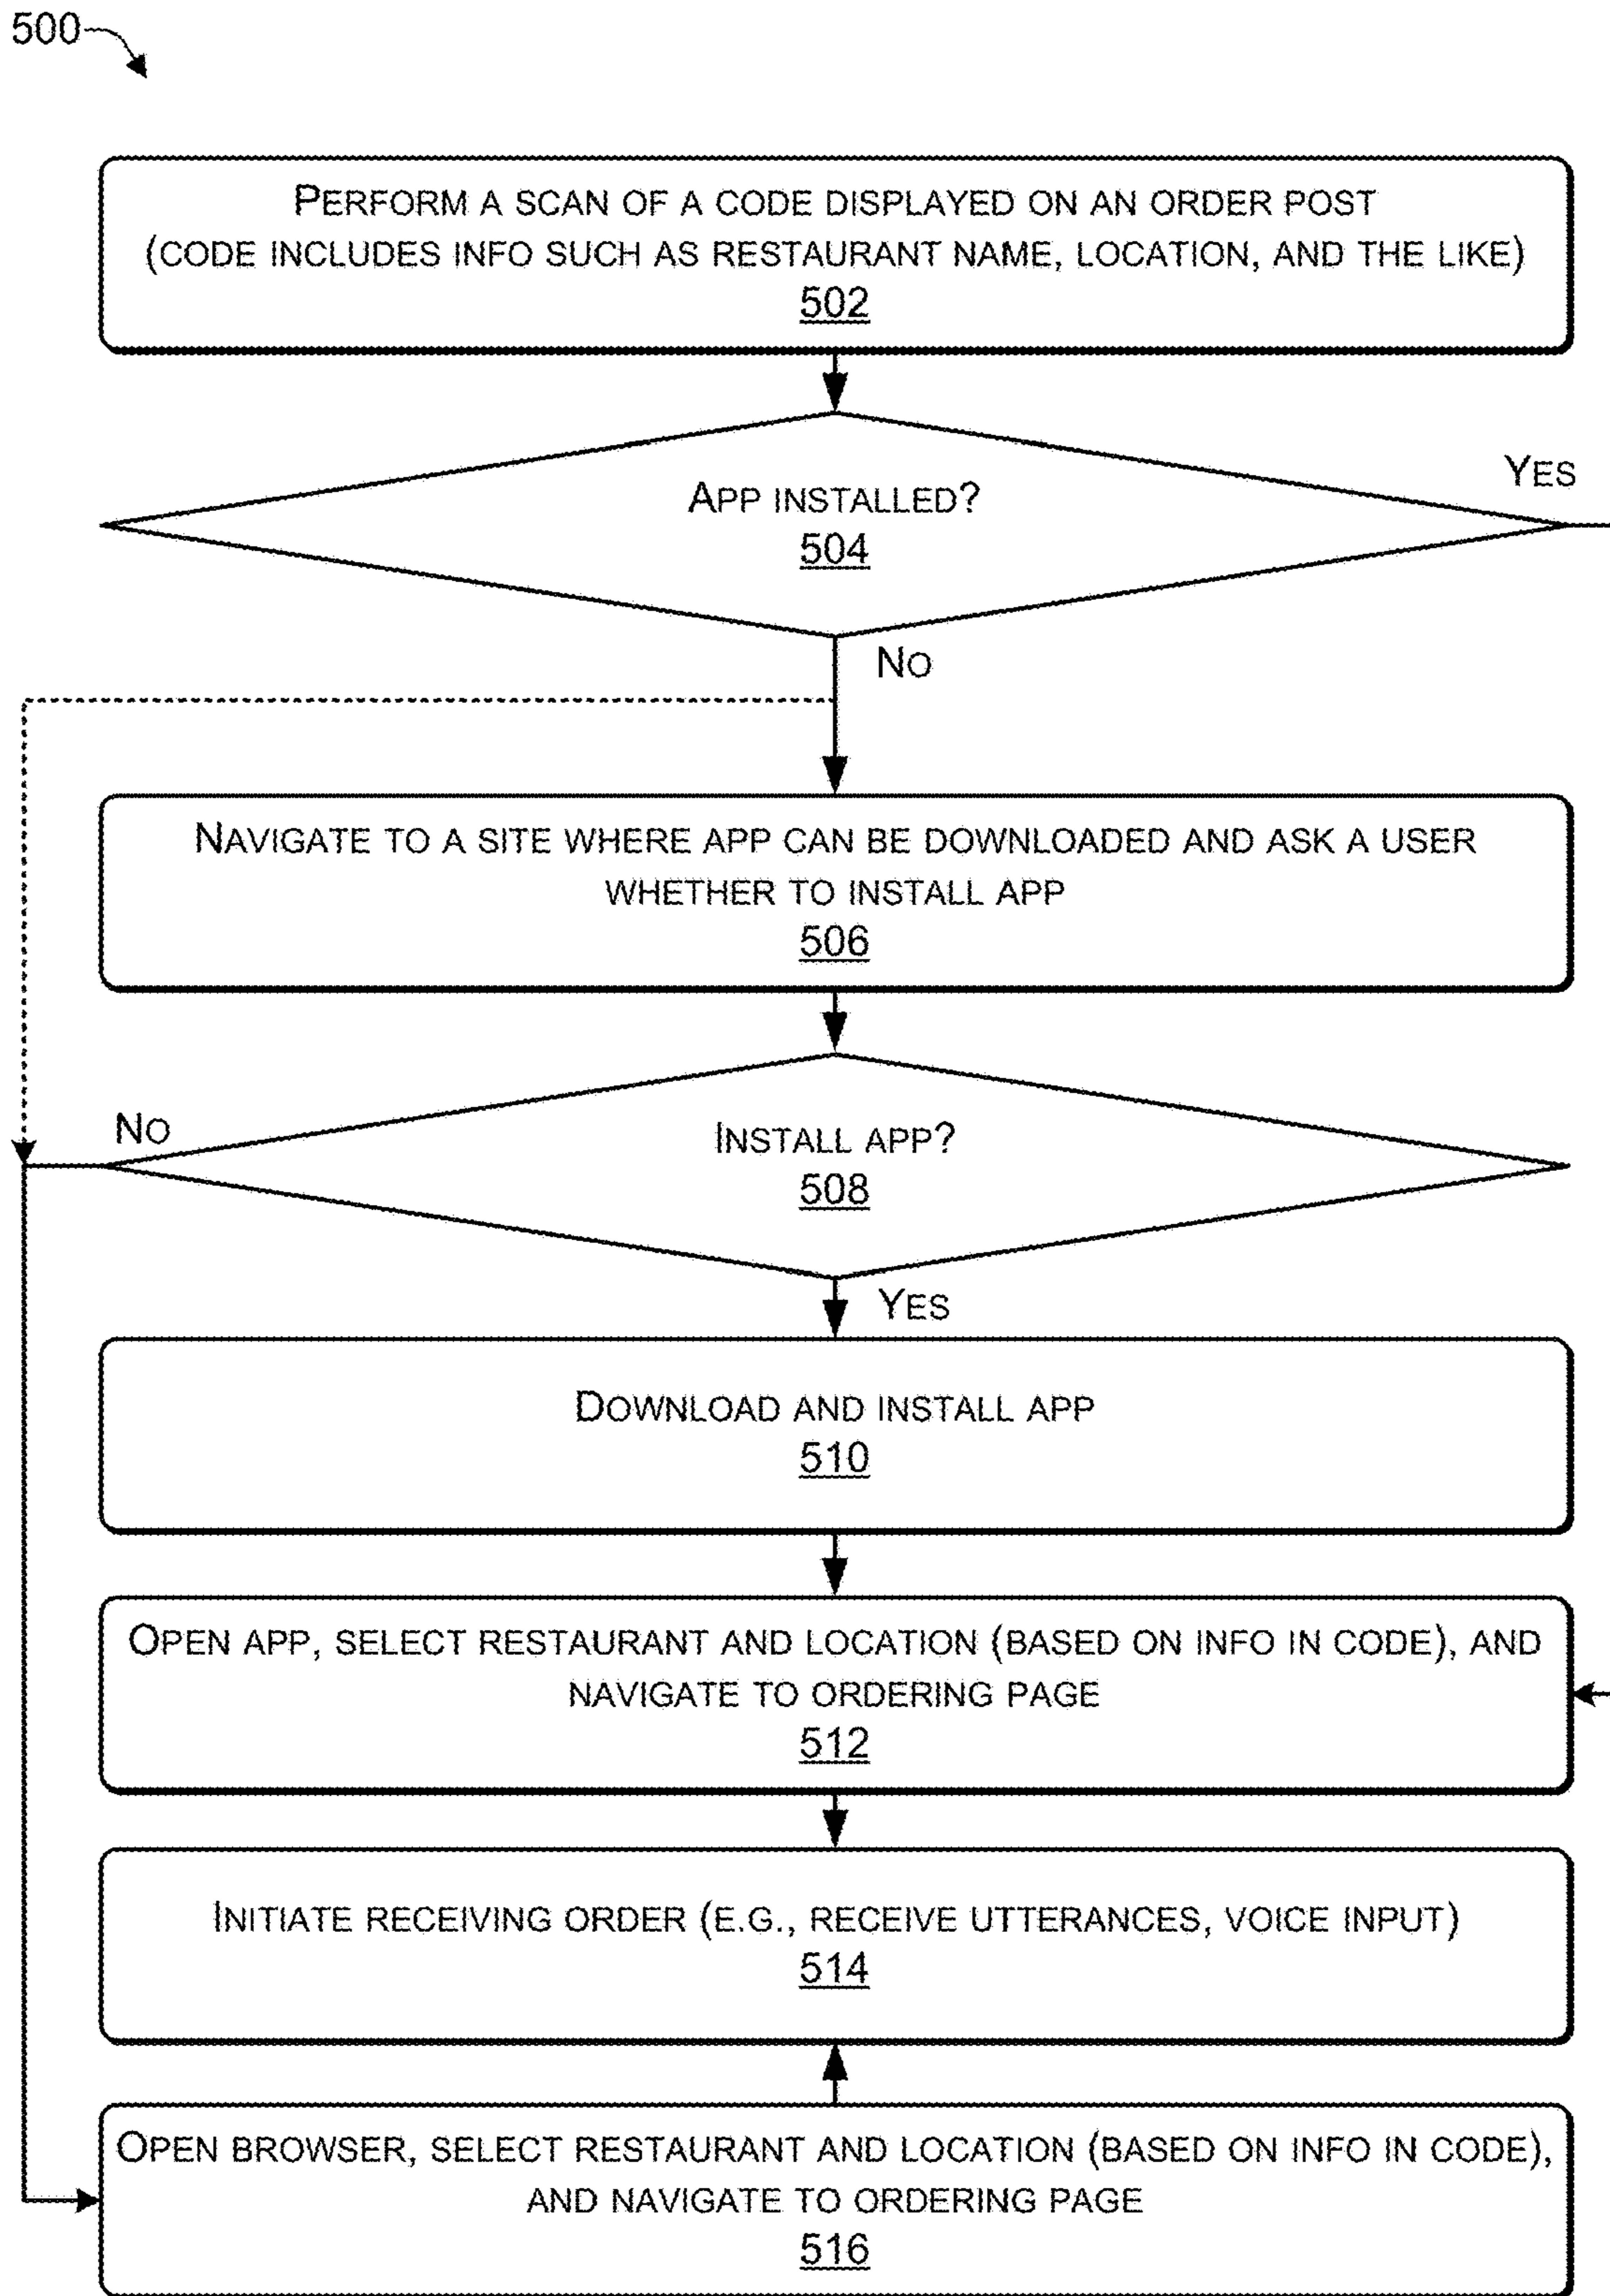 500
PERFORM A SCAN OF A CODE DISPLAYED ON AN ORDER POST
(CODE INCLUDES INFO SUCH AS RESTAURANT NAME, LOCATION, AND THE LIKE)
502
APP INSTALLED?
504
YES
NO
NAVIGATE TO A SITE WHERE APP CAN BE DOWNLOADED AND ASK A USER
WHETHER TO INSTALL APP
506
NO
INSTALL APP?
508
YES
DOWNLOAD AND INSTALL APP
510
OPEN APP, SELECT RESTAURANT AND LOCATION (BASED ON INFO IN CODE), AND
NAVIGATE TO ORDERING PAGE
512
INITIATE RECEIVING ORDER (E.G., RECEIVE UTTERANCES, VOICE INPUT)
514
OPEN BROWSER, SELECT RESTAURANT AND LOCATION (BASED ON INFO IN CODE),
AND NAVIGATE TO ORDERING PAGE
516